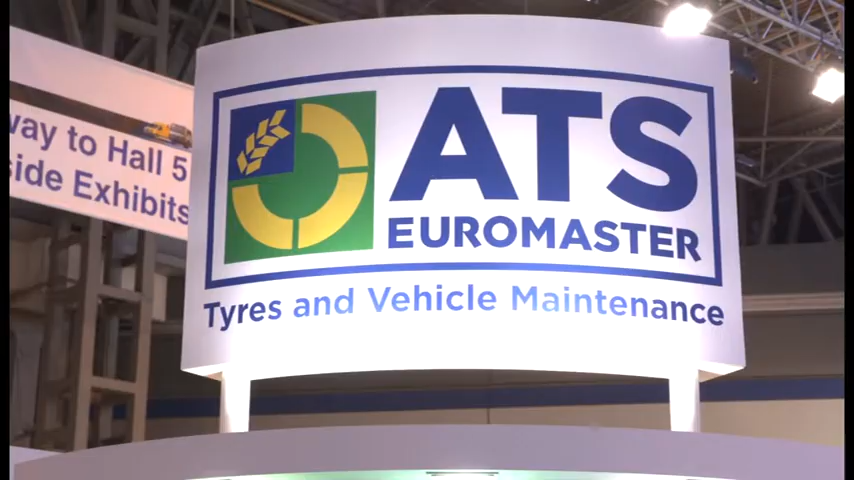 way to Hall 5
side Exhibits
ATS
EUROMASTER
Tyres and Vehicle Maintenance